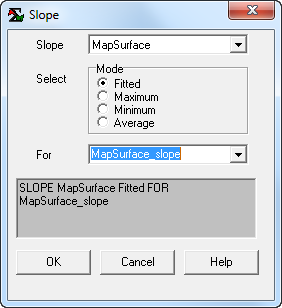 Slope
Slope MapSurface
Select Mode
Fitted
Maximum
Minimum
Average
For MapSurface_slope
SLOPE MapSurface Fitted FOR
MapSurface_slope
OK Cancel Help